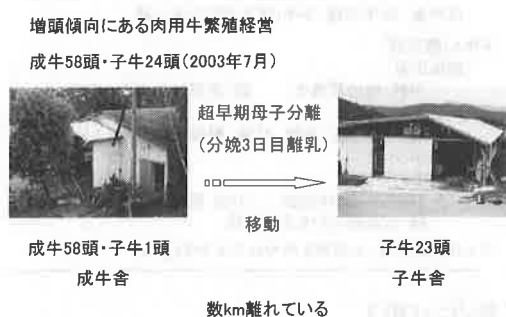 増頭傾向にある肉用牛繁殖経営
成牛58頭・子牛24頭(2003年7月)
超早期母子分離
(分娩3日目離乳)
移動
成牛58頭・子牛1頭
成牛舎
子牛23頭
子牛舎
数km離れている